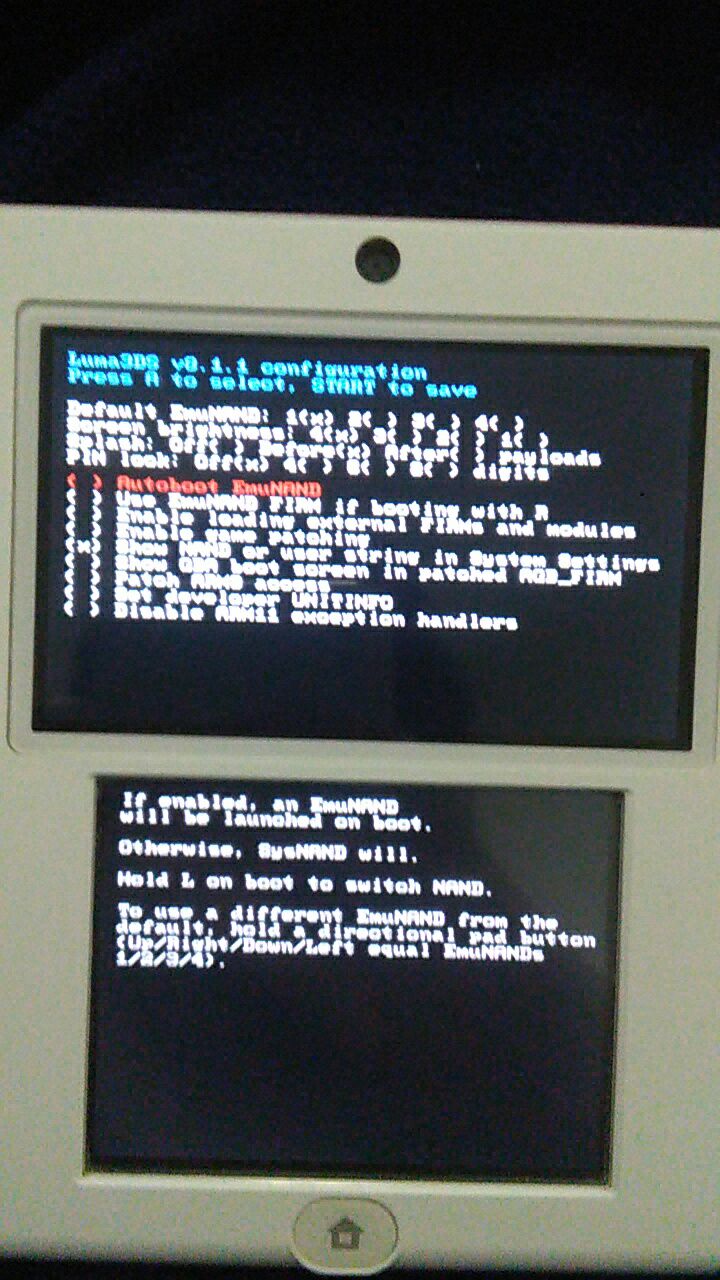 Luma3DS v8.1.1 configuration
Press A to select, START to save
Default EmuNAND: 1(x) 2( ) 3( ) 4( )
Screen brightness: 4(x) 3( ) 2( ) 1( )
Splash: Off( ) Before(x) After( ) payloads
PIN lock: Off(x) 4( ) 6( ) 8( ) digits
( ) Autoboot EmuNAND
( ) Use EmuNAND FIRM if booting with R
( ) Enable loading external FIRMs and modules
( ) Enable game patching
(x) Show NAND or user string in System Settings
( ) Show GBA boot screen in patched AGB_FIRM
( ) Patch ARM9 access
( ) Set developer UNITINFO
( ) Disable ARM11 exception handlers
If enabled, an EmuNAND
will be launched on boot.
Otherwise, SysNAND will.
Hold L on boot to switch NAND.
To use a different EmuNAND from the
default, hold a directional pad button
(Up/Right/Down/Left equal EmuNANDs
1/2/3/4).